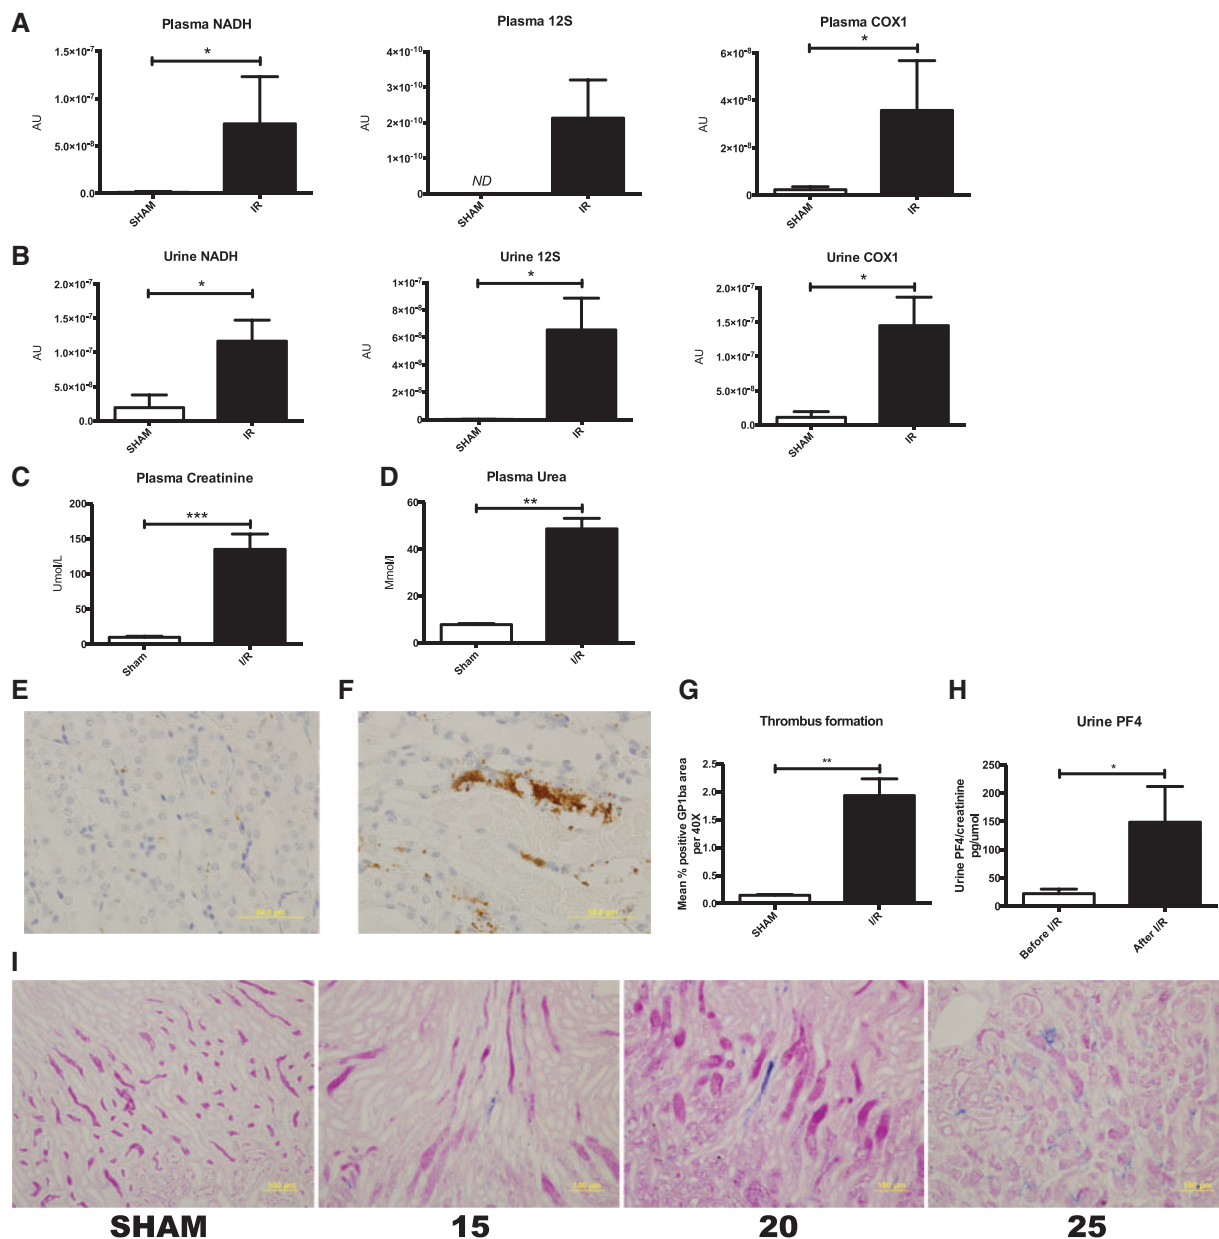 A
Plasma NADH
Plasma 12S
Plasma COX1
AU
1.5×10⁻⁷
1.0×10⁻⁷
5.0×10⁻⁸
0.0
*
SHAM
IR
AU
4×10⁻¹⁰
3×10⁻¹⁰
2×10⁻¹⁰
1×10⁻¹⁰
0
ND
SHAM
IR
AU
6×10⁻⁸
4×10⁻⁸
2×10⁻⁸
0
*
SHAM
IR
B
Urine NADH
Urine 12S
Urine COX1
AU
2.0×10⁻⁷
1.5×10⁻⁷
1.0×10⁻⁷
5.0×10⁻⁸
0.0
*
SHAM
IR
AU
1×10⁻⁷
8×10⁻⁸
6×10⁻⁸
4×10⁻⁸
2×10⁻⁸
0
*
SHAM
IR
AU
2.0×10⁻⁷
1.5×10⁻⁷
1.0×10⁻⁷
5.0×10⁻⁸
0.0
*
SHAM
IR
C
Plasma Creatinine
Umol/L
200
150
100
50
0
***
Sham
I/R
D
Plasma Urea
Mmol/l
60
40
20
0
**
Sham
I/R
E
F
G
Thrombus formation
Mean % positive GP1ba area
per 40X
2.5
2.0
1.5
1.0
0.5
0.0
**
SHAM
I/R
H
Urine PF4
Urine PF4/creatinine
pg/umol
250
200
150
100
50
0
*
Before I/R
After I/R
I
100 µm
100 µm
100 µm
100 µm
SHAM
15
20
25